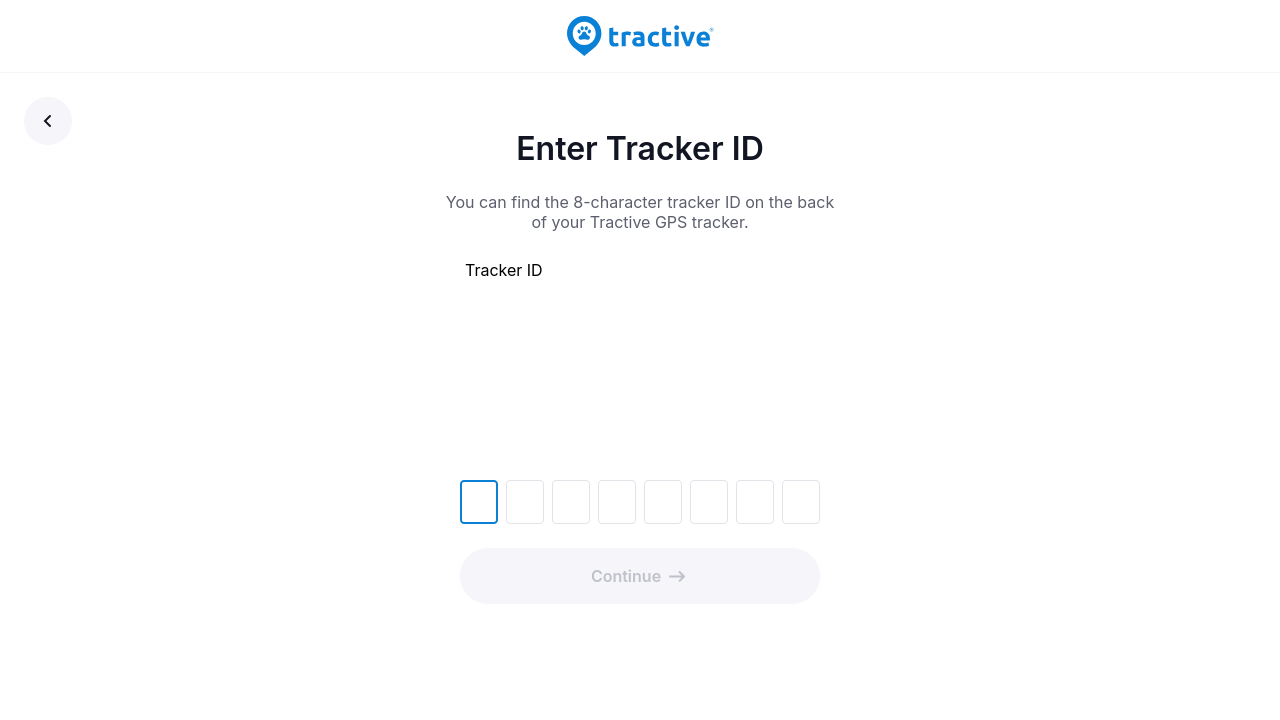 tractive
Enter Tracker ID
You can find the 8-character tracker ID on the back
of your Tractive GPS tracker.
Tracker ID
Continue